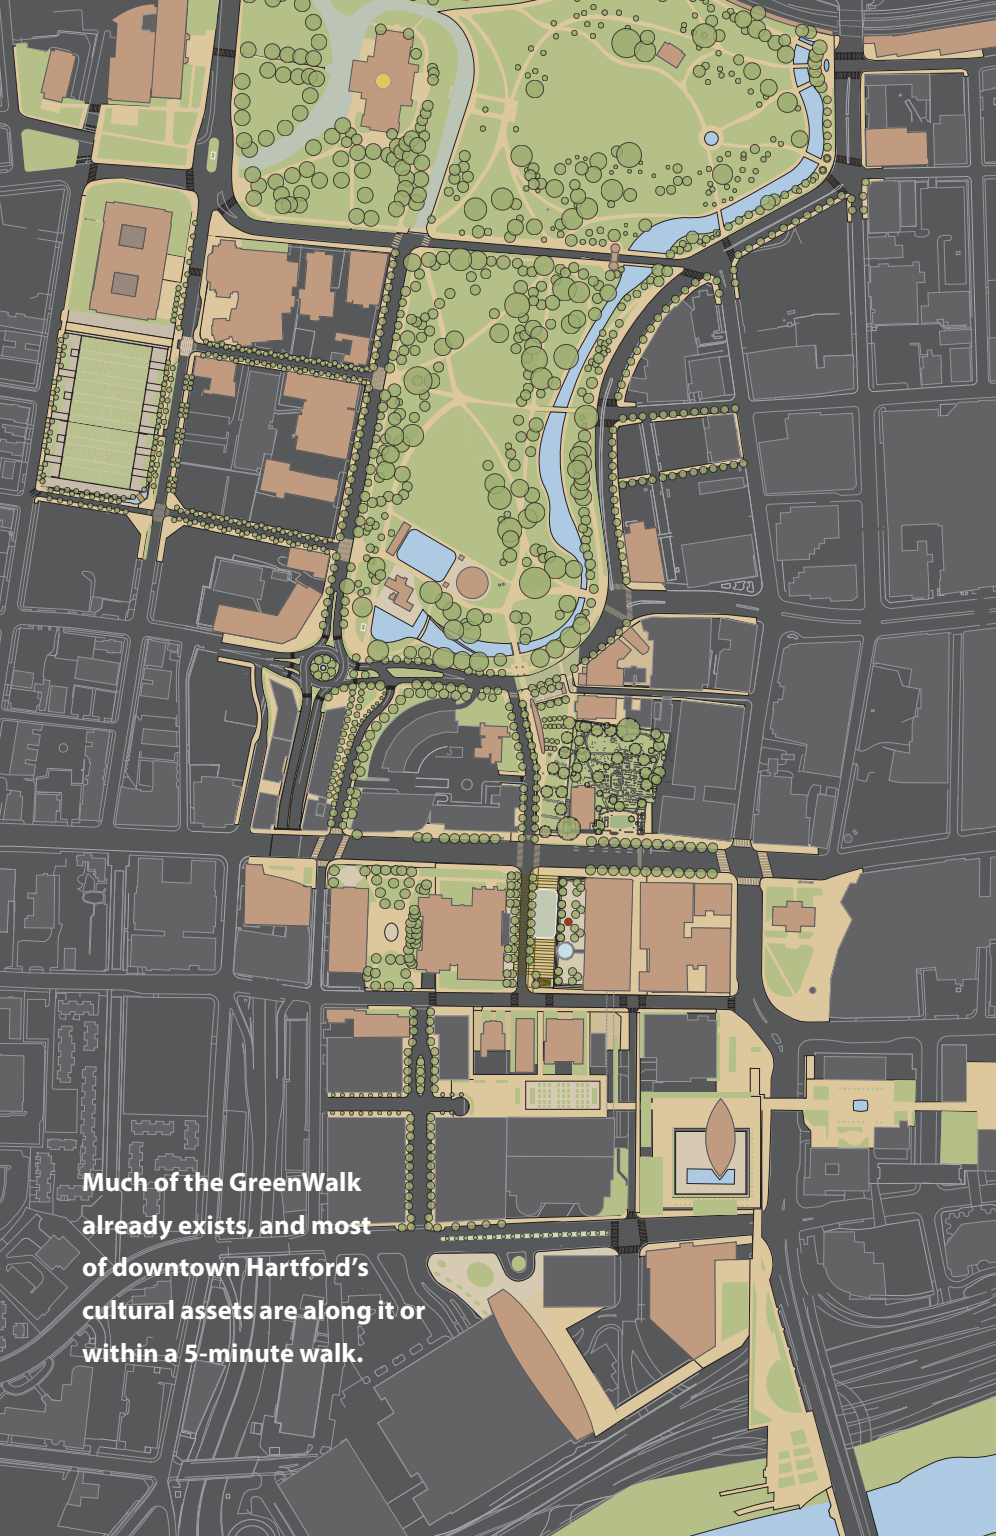 Much of the GreenWalk
already exists, and most
of downtown Hartford’s
cultural assets are along it or
within a 5-minute walk.